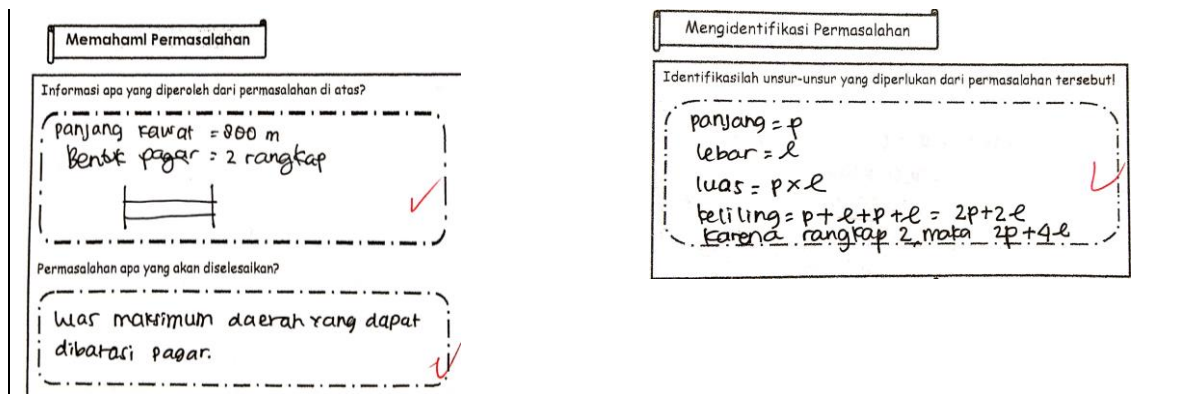 Memahami Permasalahan
Informasi apa yang diperoleh dari permasalahan di atas?
panjang kawat = 800 m
Bentuk pagar = 2 rangkap
Permasalahan apa yang akan diselesaikan?
luas maksimum daerah yang dapat
dibatasi pagar.
Mengidentifikasi Permasalahan
Identifikasilah unsur-unsur yang diperlukan dari permasalahan tersebut!
panjang = p
lebar = l
luas = p × l
keliling = p + l + p + l = 2p + 2l
karena rangkap 2, maka 2p + 4l